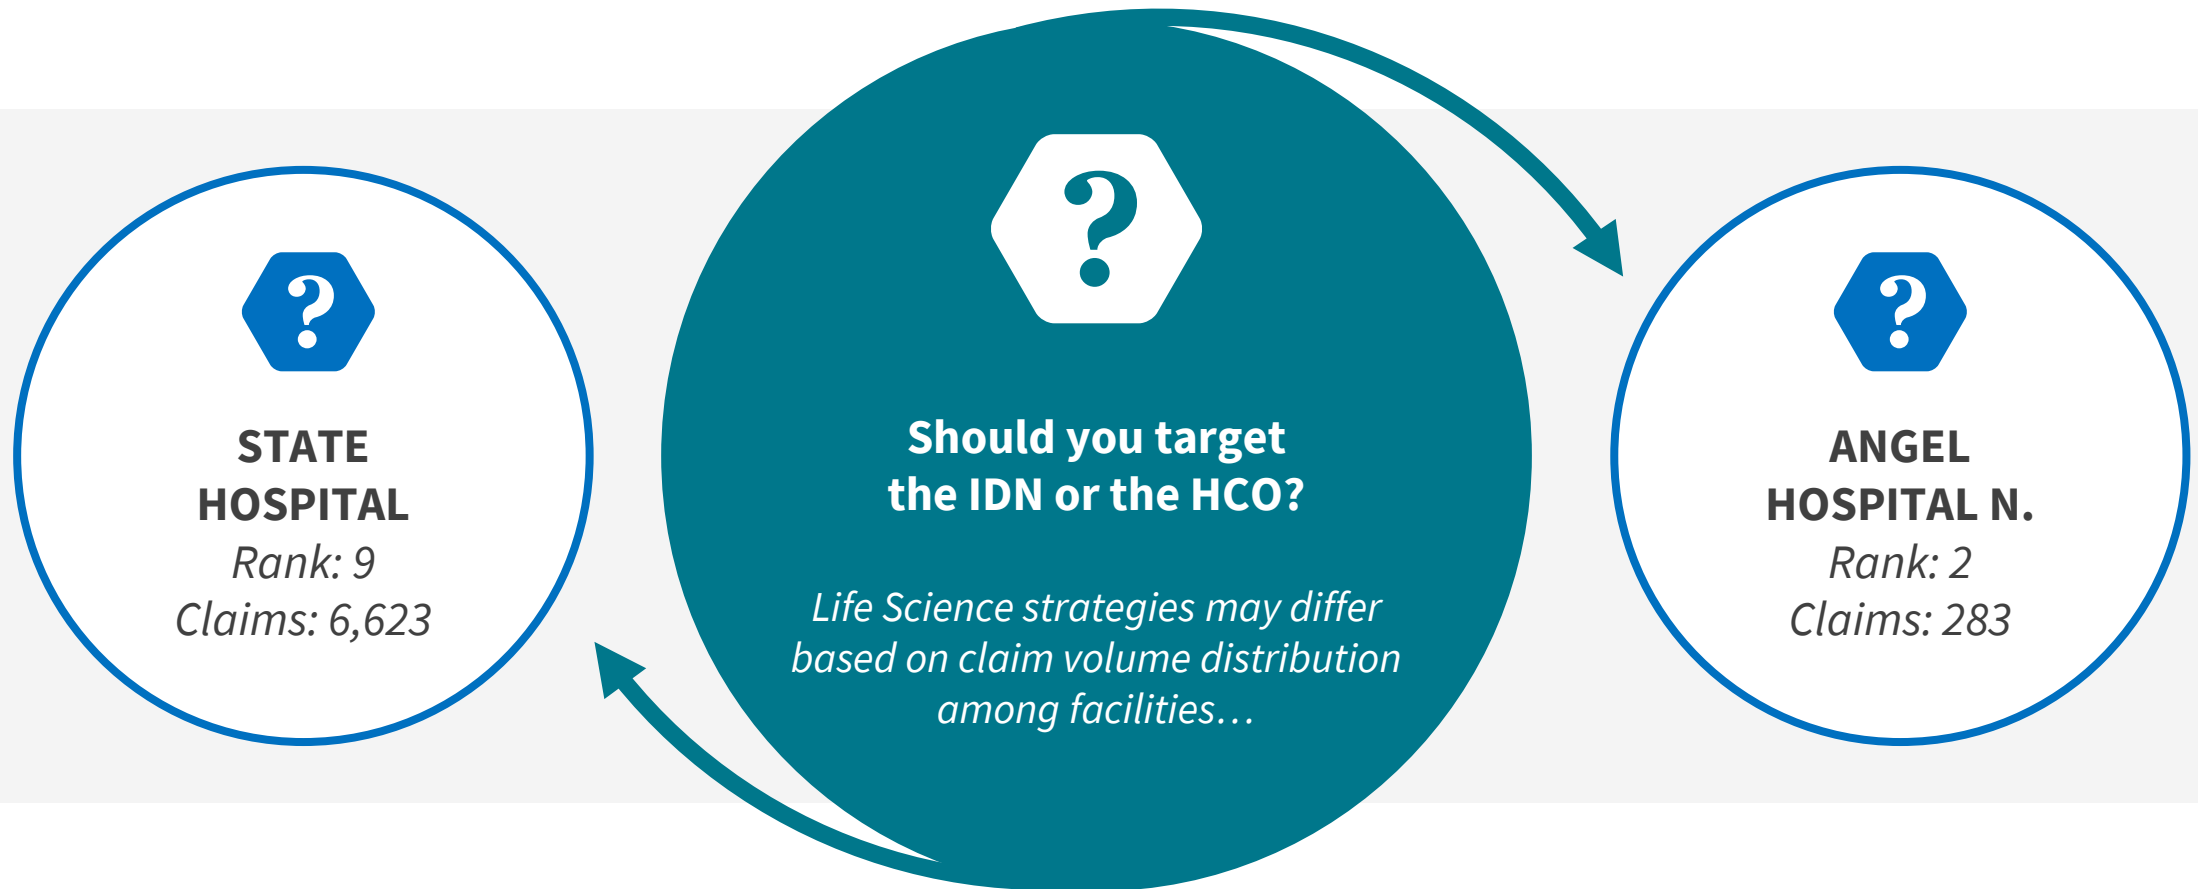 ?
STATE
HOSPITAL
Rank: 9
Claims: 6,623
?
Should you target
the IDN or the HCO?
Life Science strategies may differ
based on claim volume distribution
among facilities…
?
ANGEL
HOSPITAL N.
Rank: 2
Claims: 283